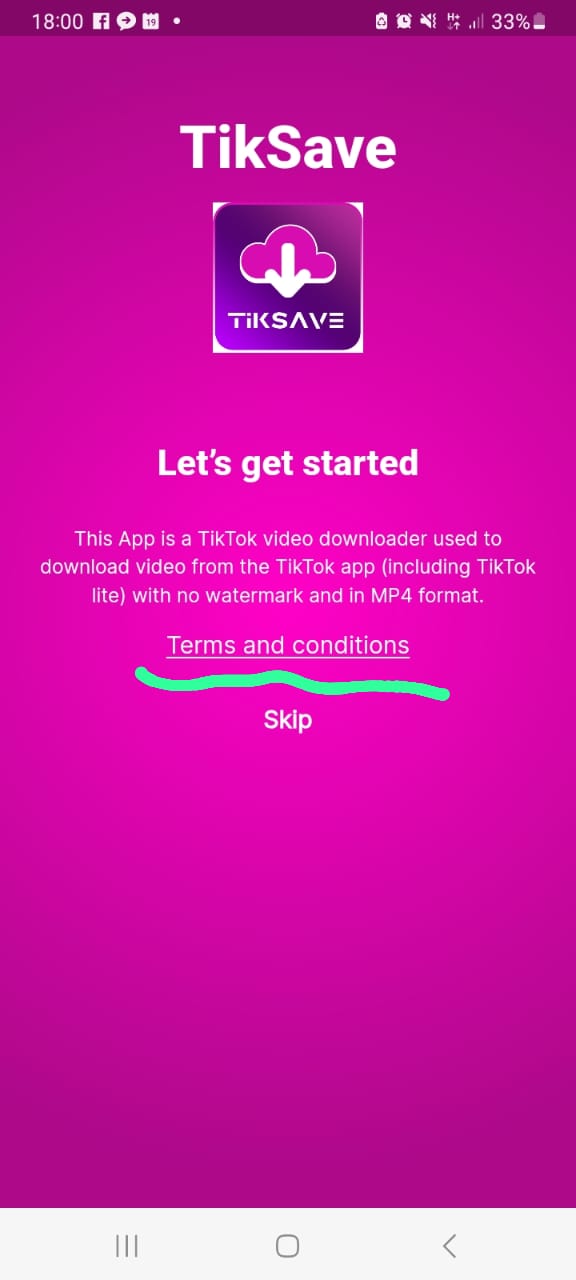 18:00 19 33%
TikSave
TiKSAVE
Let's get started
This App is a TikTok video downloader used to
download video from the TikTok app (including TikTok
lite) with no watermark and in MP4 format.
Terms and conditions
Skip